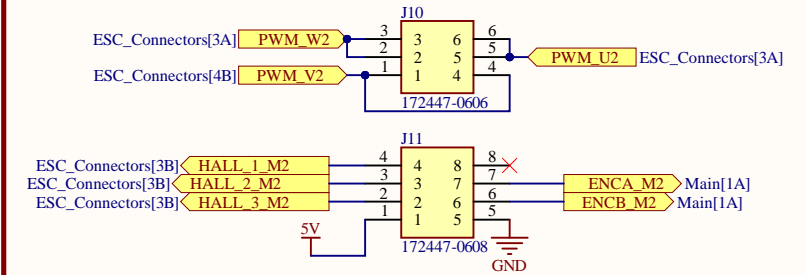 J10
ESC_Connectors[3A] PWM_W2 3 3 6 6
2 2 5 5 PWM_U2 ESC_Connectors[3A]
ESC_Connectors[4B] PWM_V2 1 1 4 4
172447-0606
J11
ESC_Connectors[3B] HALL_1_M2 4 4 8 8
ESC_Connectors[3B] HALL_2_M2 3 3 7 7 ENCA_M2 Main[1A]
ESC_Connectors[3B] HALL_3_M2 2 2 6 6 ENCB_M2 Main[1A]
1 1 5 5
5V
172447-0608
GND